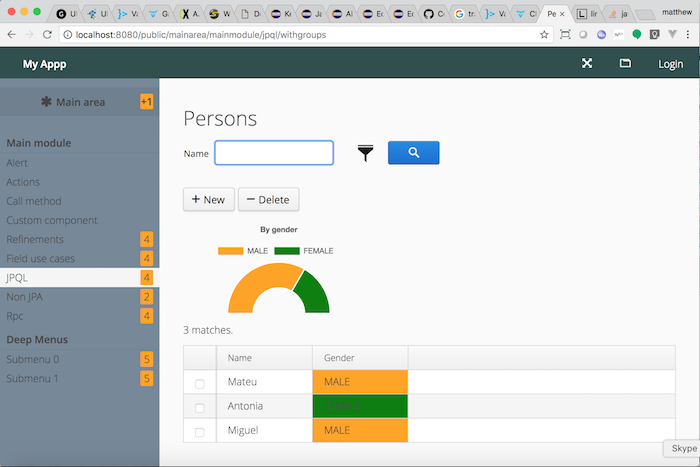 matthew
localhost:8080/public/mainarea/mainmodule/jpql/withgroups
My Appp
Login
Main area +1
Main module
Alert
Actions
Call method
Custom component
Refinements 4
Field use cases 4
JPQL 4
Non JPA 2
Rpc 4
Deep Menus
Submenu 0 5
Submenu 1 5
Persons
Name
+ New
− Delete
By gender
MALE FEMALE
3 matches.
Name Gender
Mateu MALE
Antonia
Miguel MALE
Skype